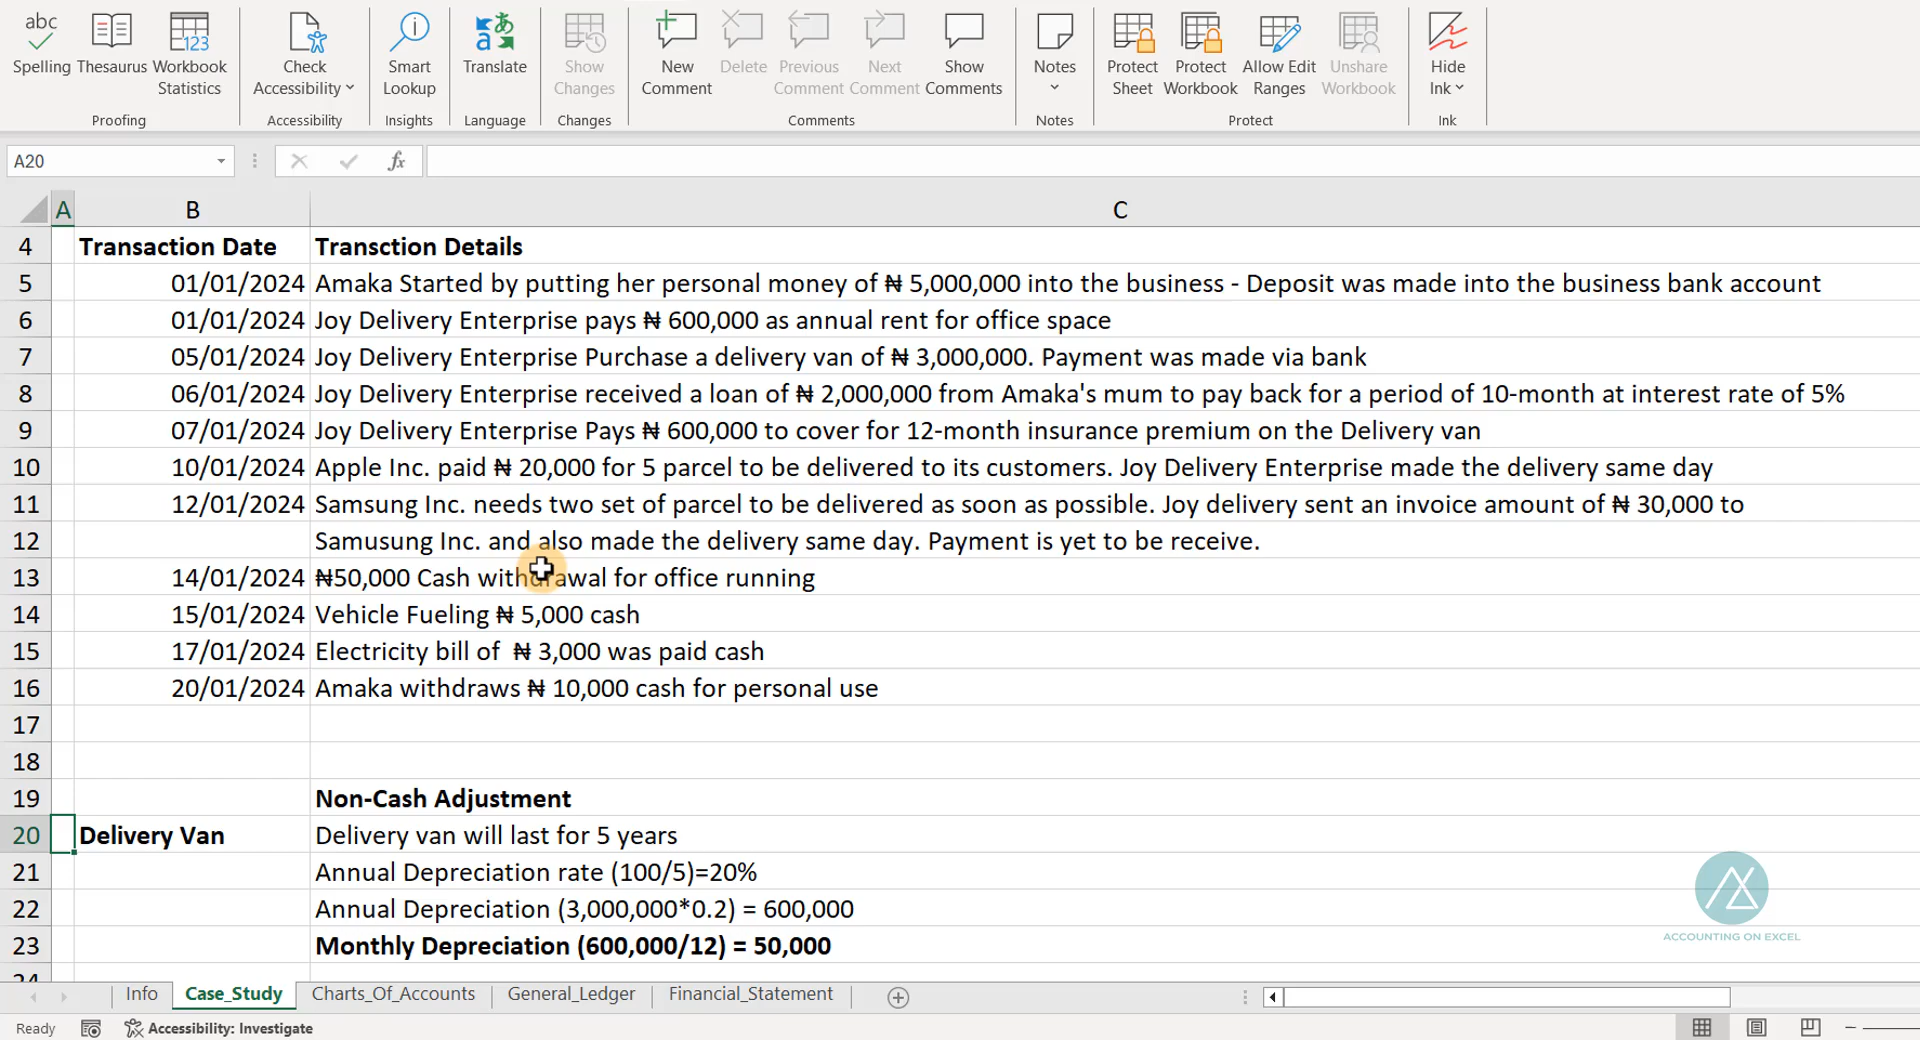 abc
Spelling
Thesaurus
123
Workbook Statistics
Proofing
Check Accessibility
Accessibility
Smart Lookup
Insights
Translate
Language
Show Changes
Changes
New Comment
Delete
Previous Comment
Next Comment
Show Comments
Comments
Notes
Notes
Protect Sheet
Protect Workbook
Allow Edit Ranges
Unshare Workbook
Protect
Hide Ink
Ink
A20 fx
A B C
4 Transaction Date Transction Details
5 01/01/2024 Amaka Started by putting her personal money of ₦ 5,000,000 into the business - Deposit was made into the business bank account
6 01/01/2024 Joy Delivery Enterprise pays ₦ 600,000 as annual rent for office space
7 05/01/2024 Joy Delivery Enterprise Purchase a delivery van of ₦ 3,000,000. Payment was made via bank
8 06/01/2024 Joy Delivery Enterprise received a loan of ₦ 2,000,000 from Amaka's mum to pay back for a period of 10-month at interest rate of 5%
9 07/01/2024 Joy Delivery Enterprise Pays ₦ 600,000 to cover for 12-month insurance premium on the Delivery van
10 10/01/2024 Apple Inc. paid ₦ 20,000 for 5 parcel to be delivered to its customers. Joy Delivery Enterprise made the delivery same day
11 12/01/2024 Samsung Inc. needs two set of parcel to be delivered as soon as possible. Joy delivery sent an invoice amount of ₦ 30,000 to
12 Samusung Inc. and also made the delivery same day. Payment is yet to be receive.
13 14/01/2024 ₦50,000 Cash withdrawal for office running
14 15/01/2024 Vehicle Fueling ₦ 5,000 cash
15 17/01/2024 Electricity bill of ₦ 3,000 was paid cash
16 20/01/2024 Amaka withdraws ₦ 10,000 cash for personal use
17
18
19 Non-Cash Adjustment
20 Delivery Van Delivery van will last for 5 years
21 Annual Depreciation rate (100/5)=20%
22 Annual Depreciation (3,000,000*0.2) = 600,000
23 Monthly Depreciation (600,000/12) = 50,000
24
ACCOUNTING ON EXCEL
Info Case_Study Charts_Of_Accounts General_Ledger Financial_Statement
Ready Accessibility: Investigate